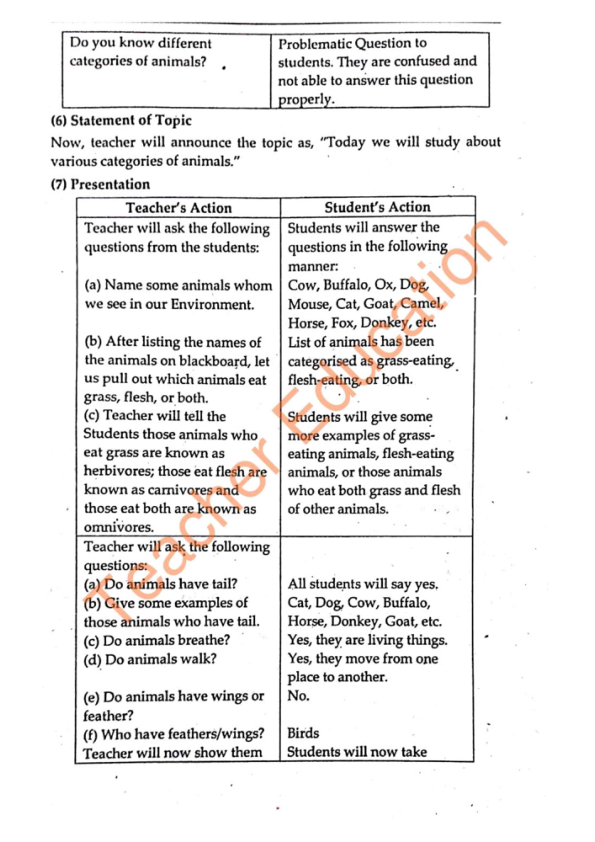 Do you know different
categories of animals?
Problematic Question to
students. They are confused and
not able to answer this question
properly.
(6) Statement of Topic
Now, teacher will announce the topic as, "Today we will study about
various categories of animals."
(7) Presentation
Teacher's Action
Student's Action
Teacher will ask the following
questions from the students:
(a) Name some animals whom
we see in our Environment.
(b) After listing the names of
the animals on blackboard, let
us pull out which animals eat
grass, flesh, or both.
(c) Teacher will tell the
Students those animals who
eat grass are known as
herbivores; those eat flesh are
known as carnivores and
those eat both are known as
omnivores.
Students will answer the
questions in the following
manner:
Cow, Buffalo, Ox, Dog,
Mouse, Cat, Goat, Camel,
Horse, Fox, Donkey, etc.
List of animals has been
categorised as grass-eating,
flesh-eating, or both.
Students will give some
more examples of grass-
eating animals, flesh-eating
animals, or those animals
who eat both grass and flesh
of other animals.
Teacher will ask the following
questions:
(a) Do animals have tail?
(b) Give some examples of
those animals who have tail.
(c) Do animals breathe?
(d) Do animals walk?
(e) Do animals have wings or
feather?
(f) Who have feathers/wings?
Teacher will now show them
All students will say yes.
Cat, Dog, Cow, Buffalo,
Horse, Donkey, Goat, etc.
Yes, they are living things.
Yes, they move from one
place to another.
No.
Birds
Students will now take
Teacher Education